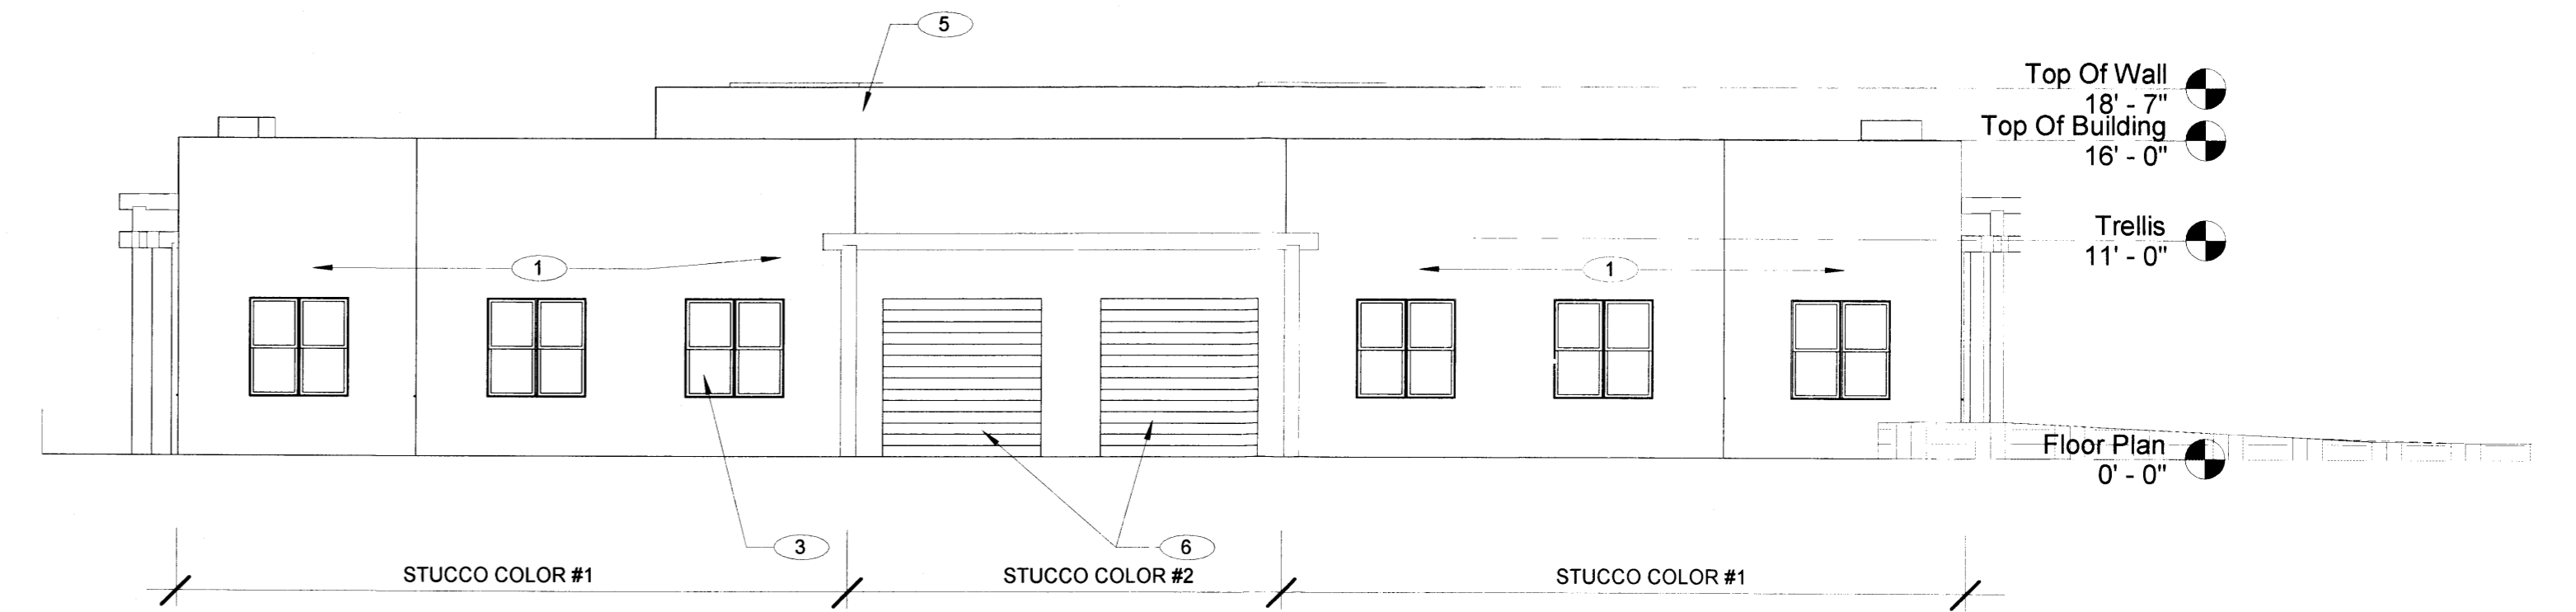 5
Top Of Wall
18' - 7"
Top Of Building
16' - 0"
Trellis
11' - 0"
1
1
Floor Plan
0' - 0"
3
6
STUCCO COLOR #1
STUCCO COLOR #2
STUCCO COLOR #1